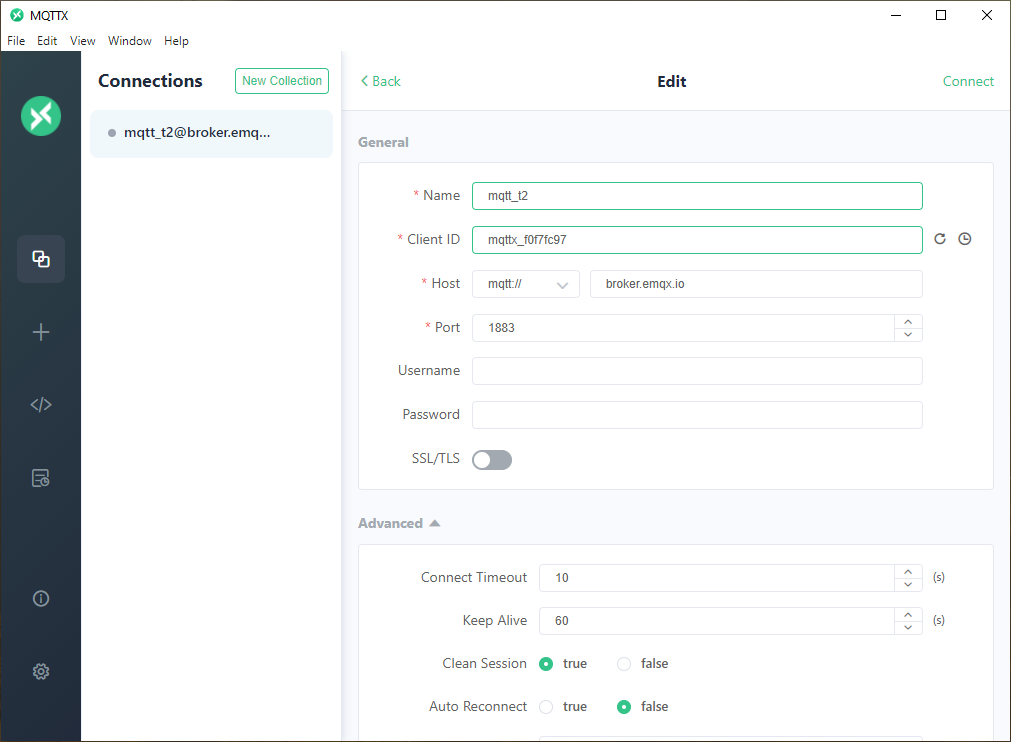 MQTTX
File Edit View Window Help
Connections New Collection
mqtt_t2@broker.emq...
Back Edit Connect
General
* Name mqtt_t2
* Client ID mqttx_f0f7fc97
* Host mqtt:// broker.emqx.io
* Port 1883
Username
Password
SSL/TLS
Advanced
Connect Timeout 10 (s)
Keep Alive 60 (s)
Clean Session true false
Auto Reconnect true false